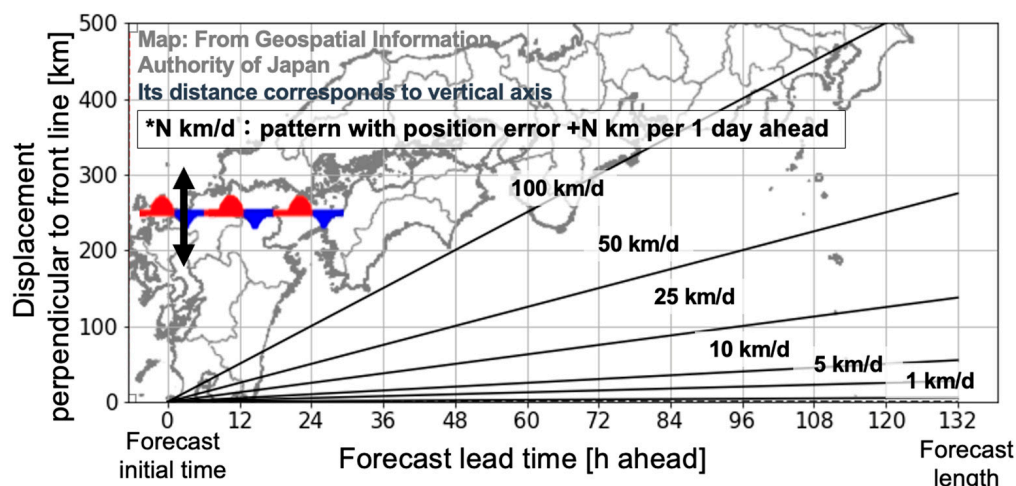 Map: From Geospatial Information
Authority of Japan
Its distance corresponds to vertical axis
*N km/d：pattern with position error +N km per 1 day ahead
Displacement
perpendicular to front line [km]
500
400
300
200
100
0
100 km/d
50 km/d
25 km/d
10 km/d
5 km/d
1 km/d
0 12 24 36 48 60 72 84 96 108 120 132
Forecast
initial time
Forecast lead time [h ahead]
Forecast
length